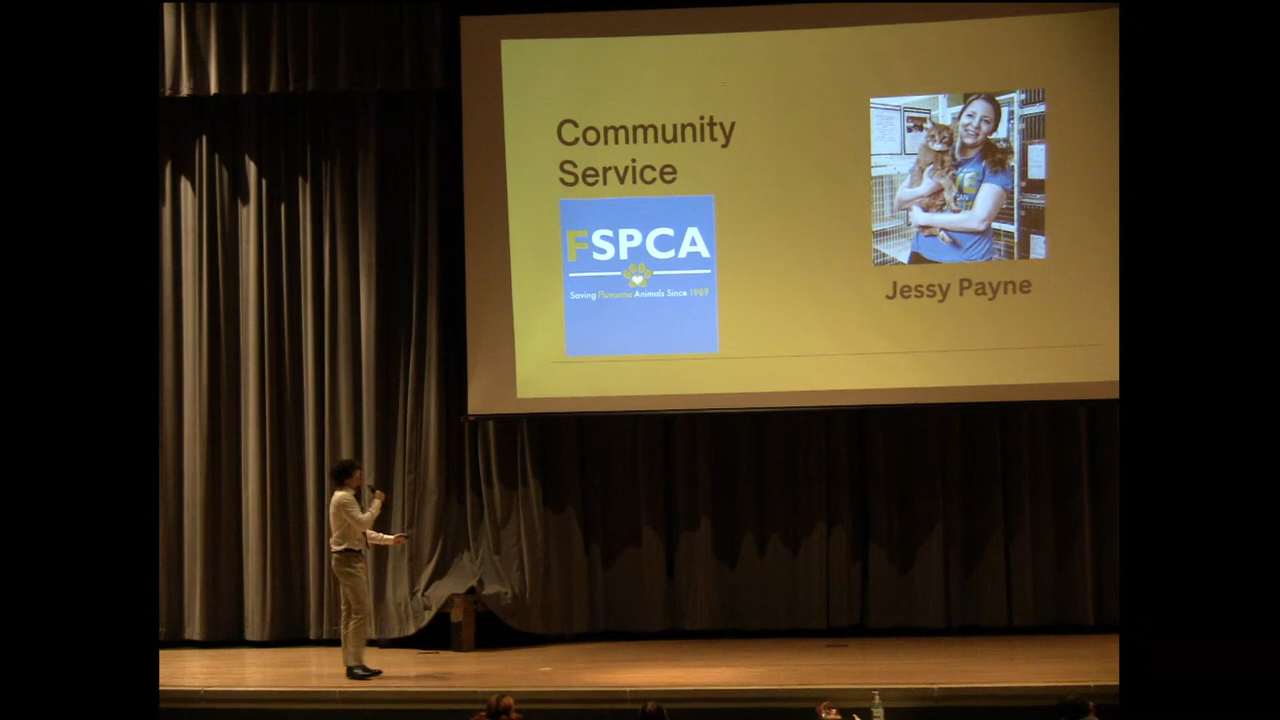 Community
Service
FSPCA
Saving Fluvanna Animals Since 1989
Jessy Payne